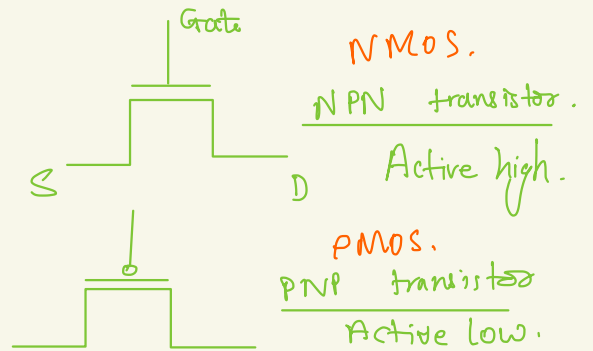 Gate
NMOS.
NPN transistor.
Active high.
S
D
PMOS.
PNP transistor
Active low.